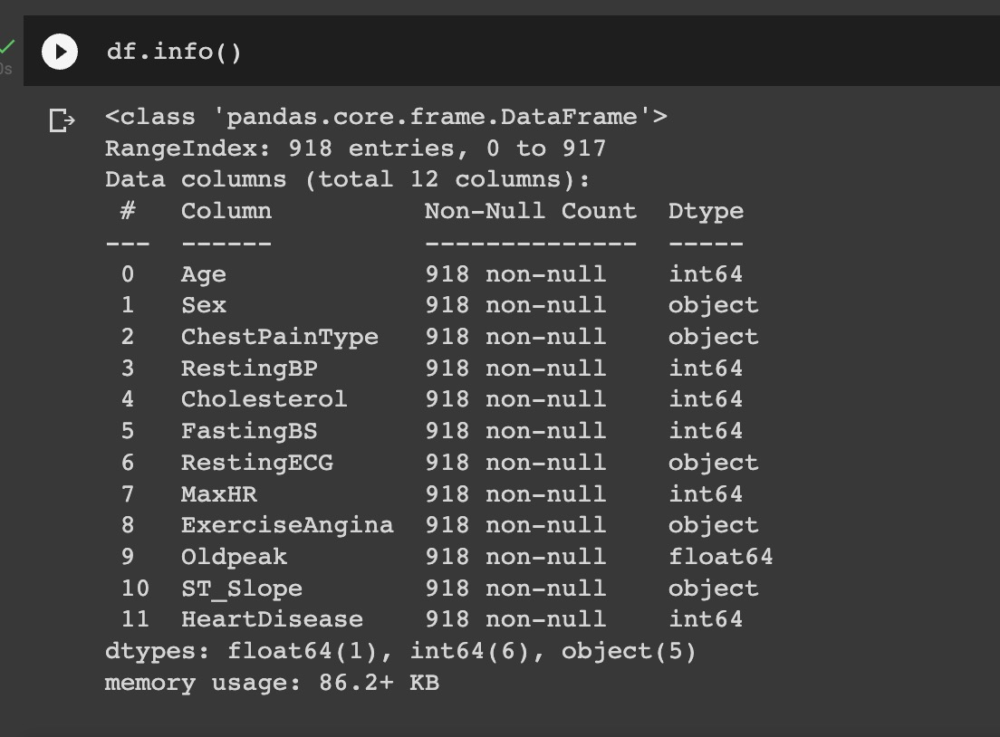 df.info()
0s
<class 'pandas.core.frame.DataFrame'>
RangeIndex: 918 entries, 0 to 917
Data columns (total 12 columns):
 #   Column          Non-Null Count  Dtype
---  ------          --------------  -----
 0   Age             918 non-null    int64
 1   Sex             918 non-null    object
 2   ChestPainType   918 non-null    object
 3   RestingBP       918 non-null    int64
 4   Cholesterol     918 non-null    int64
 5   FastingBS       918 non-null    int64
 6   RestingECG      918 non-null    object
 7   MaxHR           918 non-null    int64
 8   ExerciseAngina  918 non-null    object
 9   Oldpeak         918 non-null    float64
 10  ST_Slope        918 non-null    object
 11  HeartDisease    918 non-null    int64
dtypes: float64(1), int64(6), object(5)
memory usage: 86.2+ KB